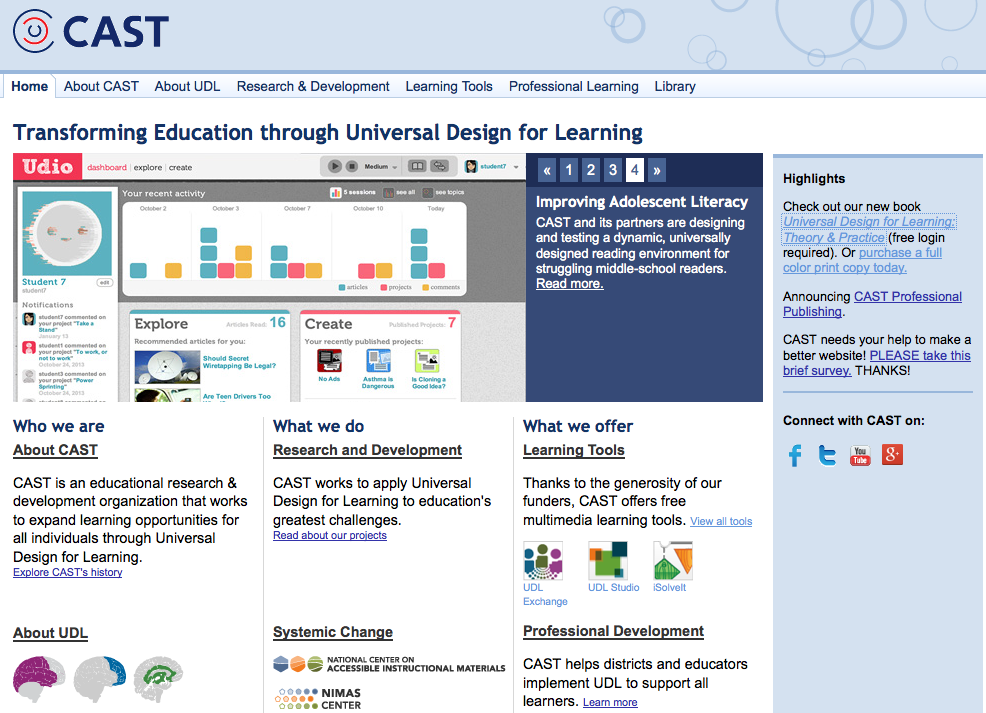 CAST
Home
About CAST
About UDL
Research & Development
Learning Tools
Professional Learning
Library
Transforming Education through Universal Design for Learning
Udio
dashboard | explore | create
Medium
student7
Your recent activity
5 sessions
see all
see topics
October 2
October 3
October 7
October 10
Today
articles
projects
comments
Student 7
edit
student7
Notifications
student7 commented on
your project "Take a
Stand"
January 15
student1 commented on
your project "To work, or
not to work"
October 24, 2013
student3 commented on
your project "Power
Sprinting"
October 24, 2013
Explore
Articles Read: 16
Recommended articles for you:
Should Secret
Wiretapping Be Legal?
Are Teen Drivers Too
Create
Published Projects: 7
Your recently published projects:
No Ads
Asthma is
Dangerous
Is Cloning a
Good Idea?
« 1 2 3 4 »
Improving Adolescent Literacy
CAST and its partners are designing
and testing a dynamic, universally
designed reading environment for
struggling middle-school readers.
Read more.
Highlights
Check out our new book
Universal Design for Learning:
Theory & Practice (free login
required). Or purchase a full
color print copy today.
Announcing CAST Professional
Publishing.
CAST needs your help to make a
better website! PLEASE take this
brief survey. THANKS!
Connect with CAST on:
f
t
You
Tube
g+
Who we are
About CAST
CAST is an educational research &
development organization that works
to expand learning opportunities for
all individuals through Universal
Design for Learning.
Explore CAST's history
About UDL
What we do
Research and Development
CAST works to apply Universal
Design for Learning to education's
greatest challenges.
Read about our projects
Systemic Change
NATIONAL CENTER ON
ACCESSIBLE INSTRUCTIONAL MATERIALS
NIMAS
CENTER
What we offer
Learning Tools
Thanks to the generosity of our
funders, CAST offers free
multimedia learning tools. View all tools
UDL
Exchange
UDL Studio
iSolveIt
Professional Development
CAST helps districts and educators
implement UDL to support all
learners. Learn more